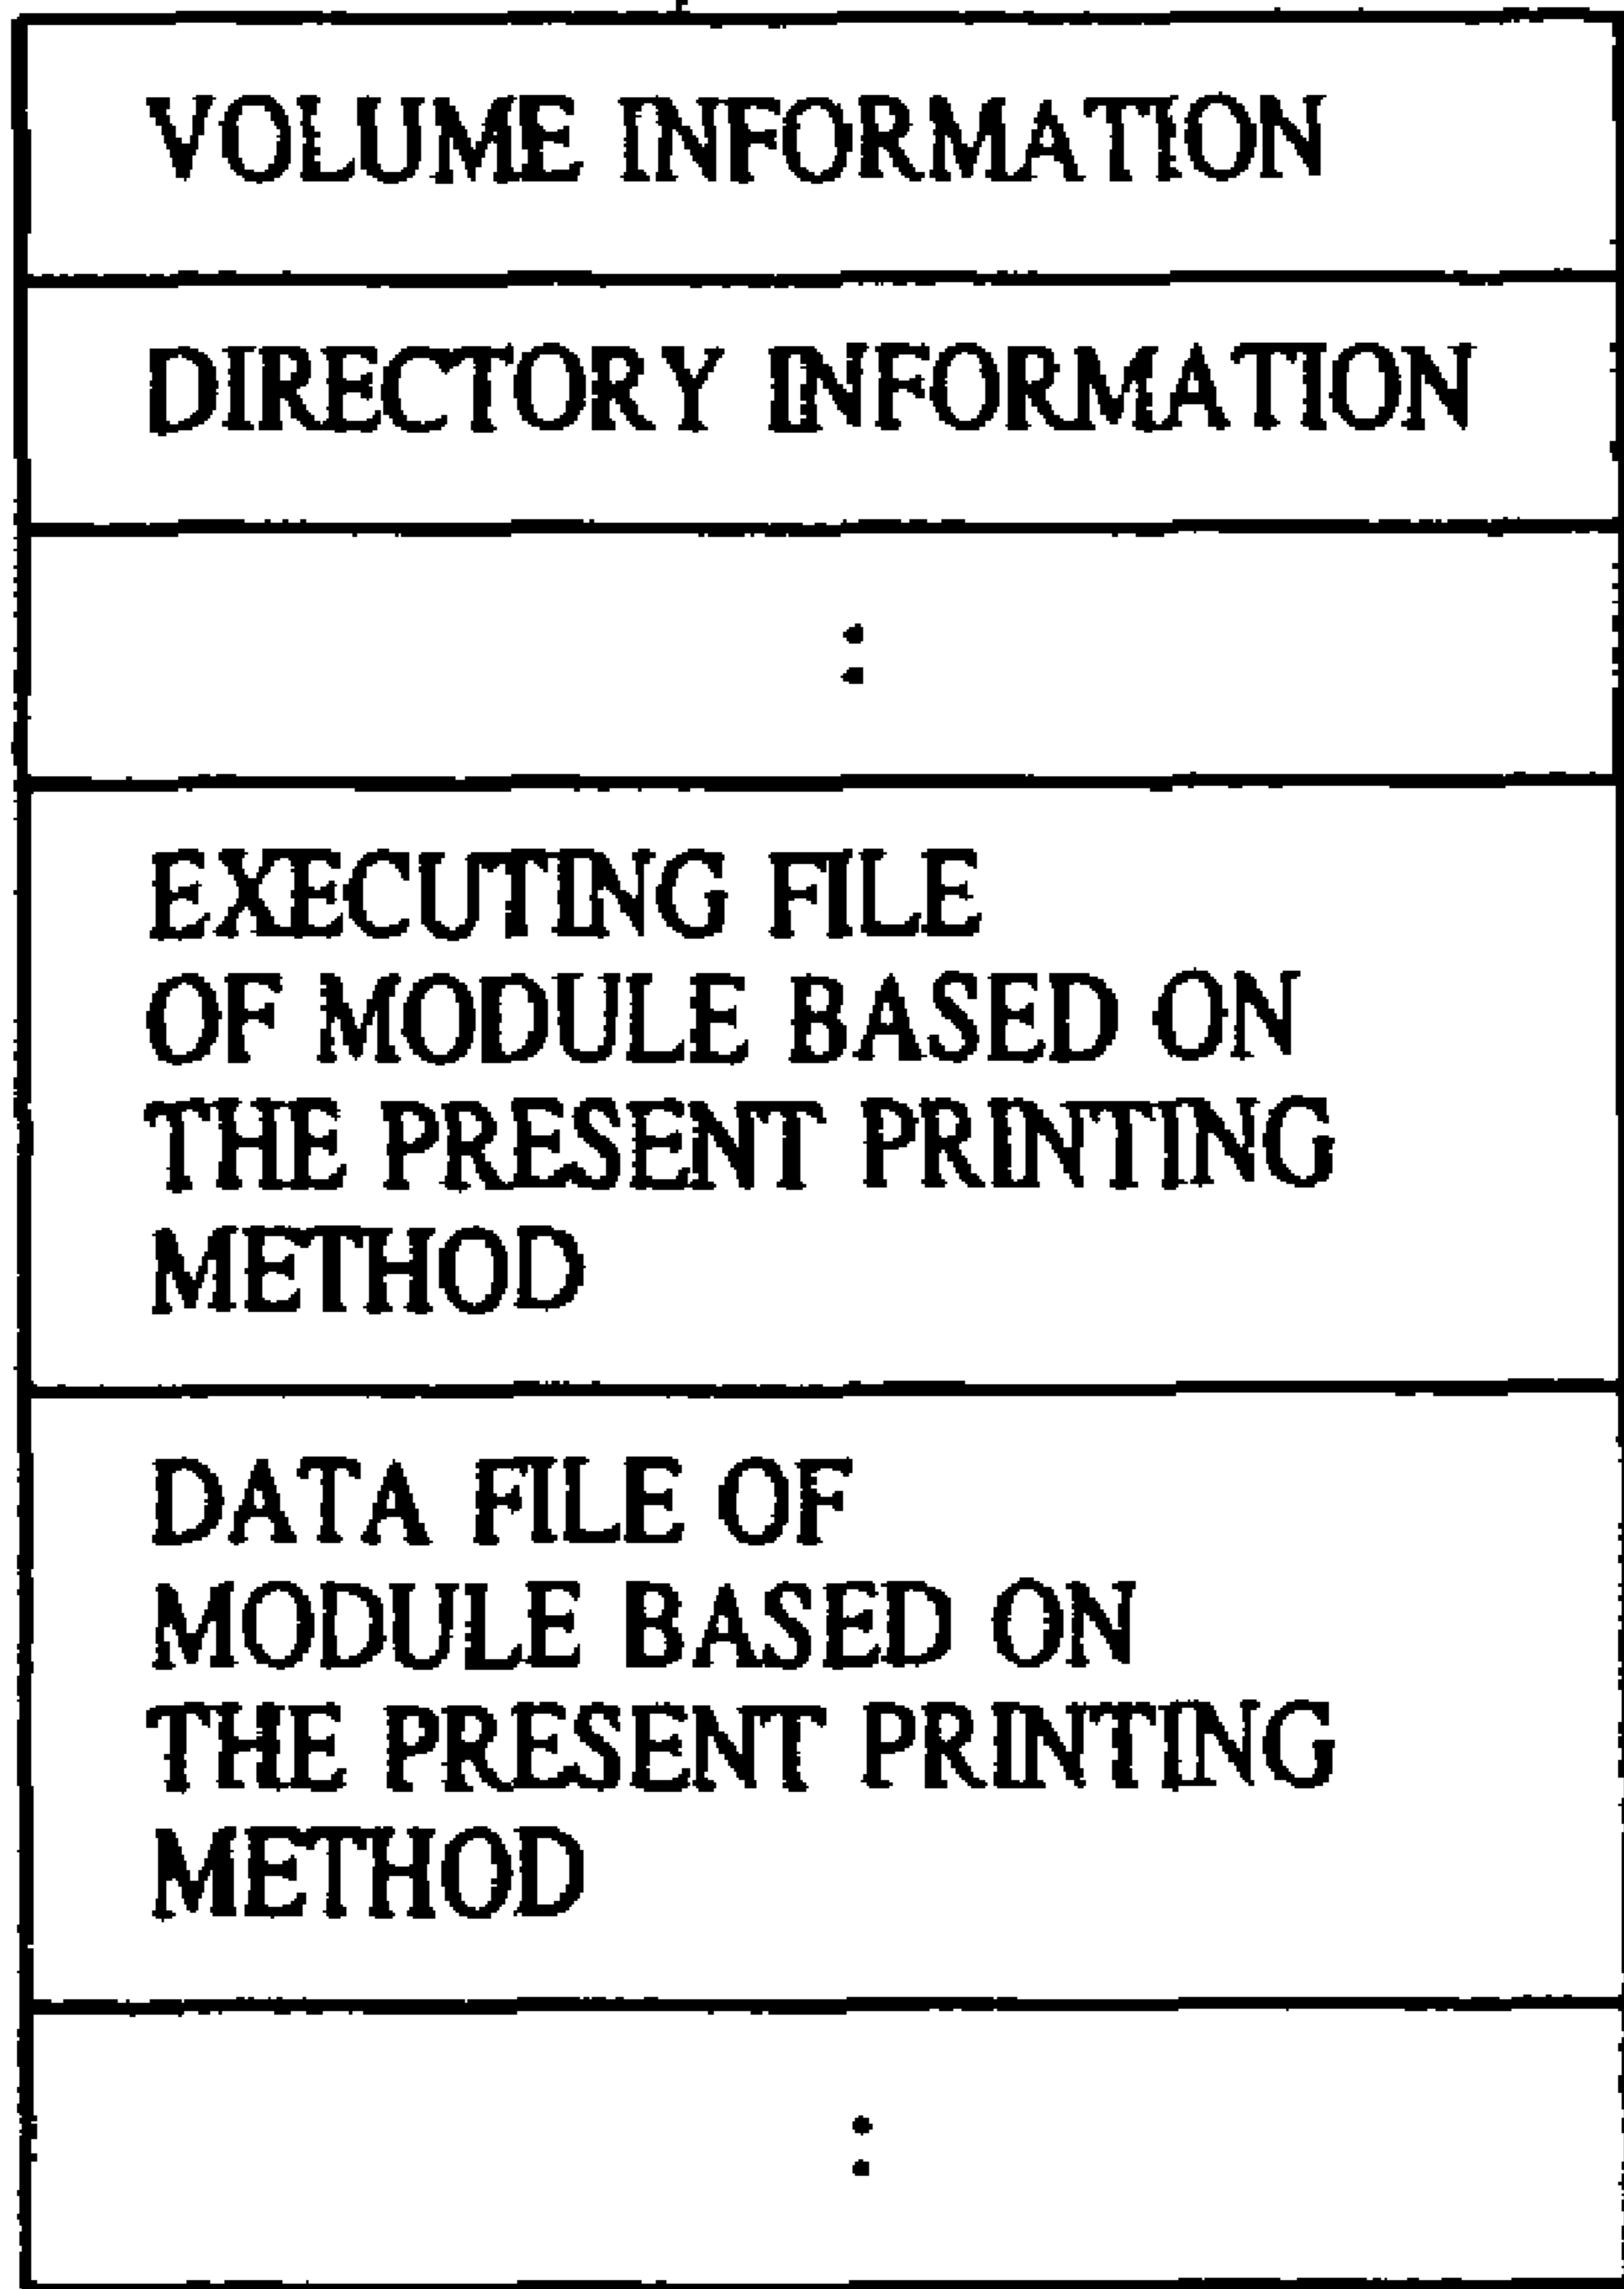 VOLUME INFORMATION
DIRECTORY INFORMATION
:
EXECUTING FILE
OF MODULE BASED ON
THE PRESENT PRINTING
METHOD
DATA FILE OF
MODULE BASED ON
THE PRESENT PRINTING
METHOD
: